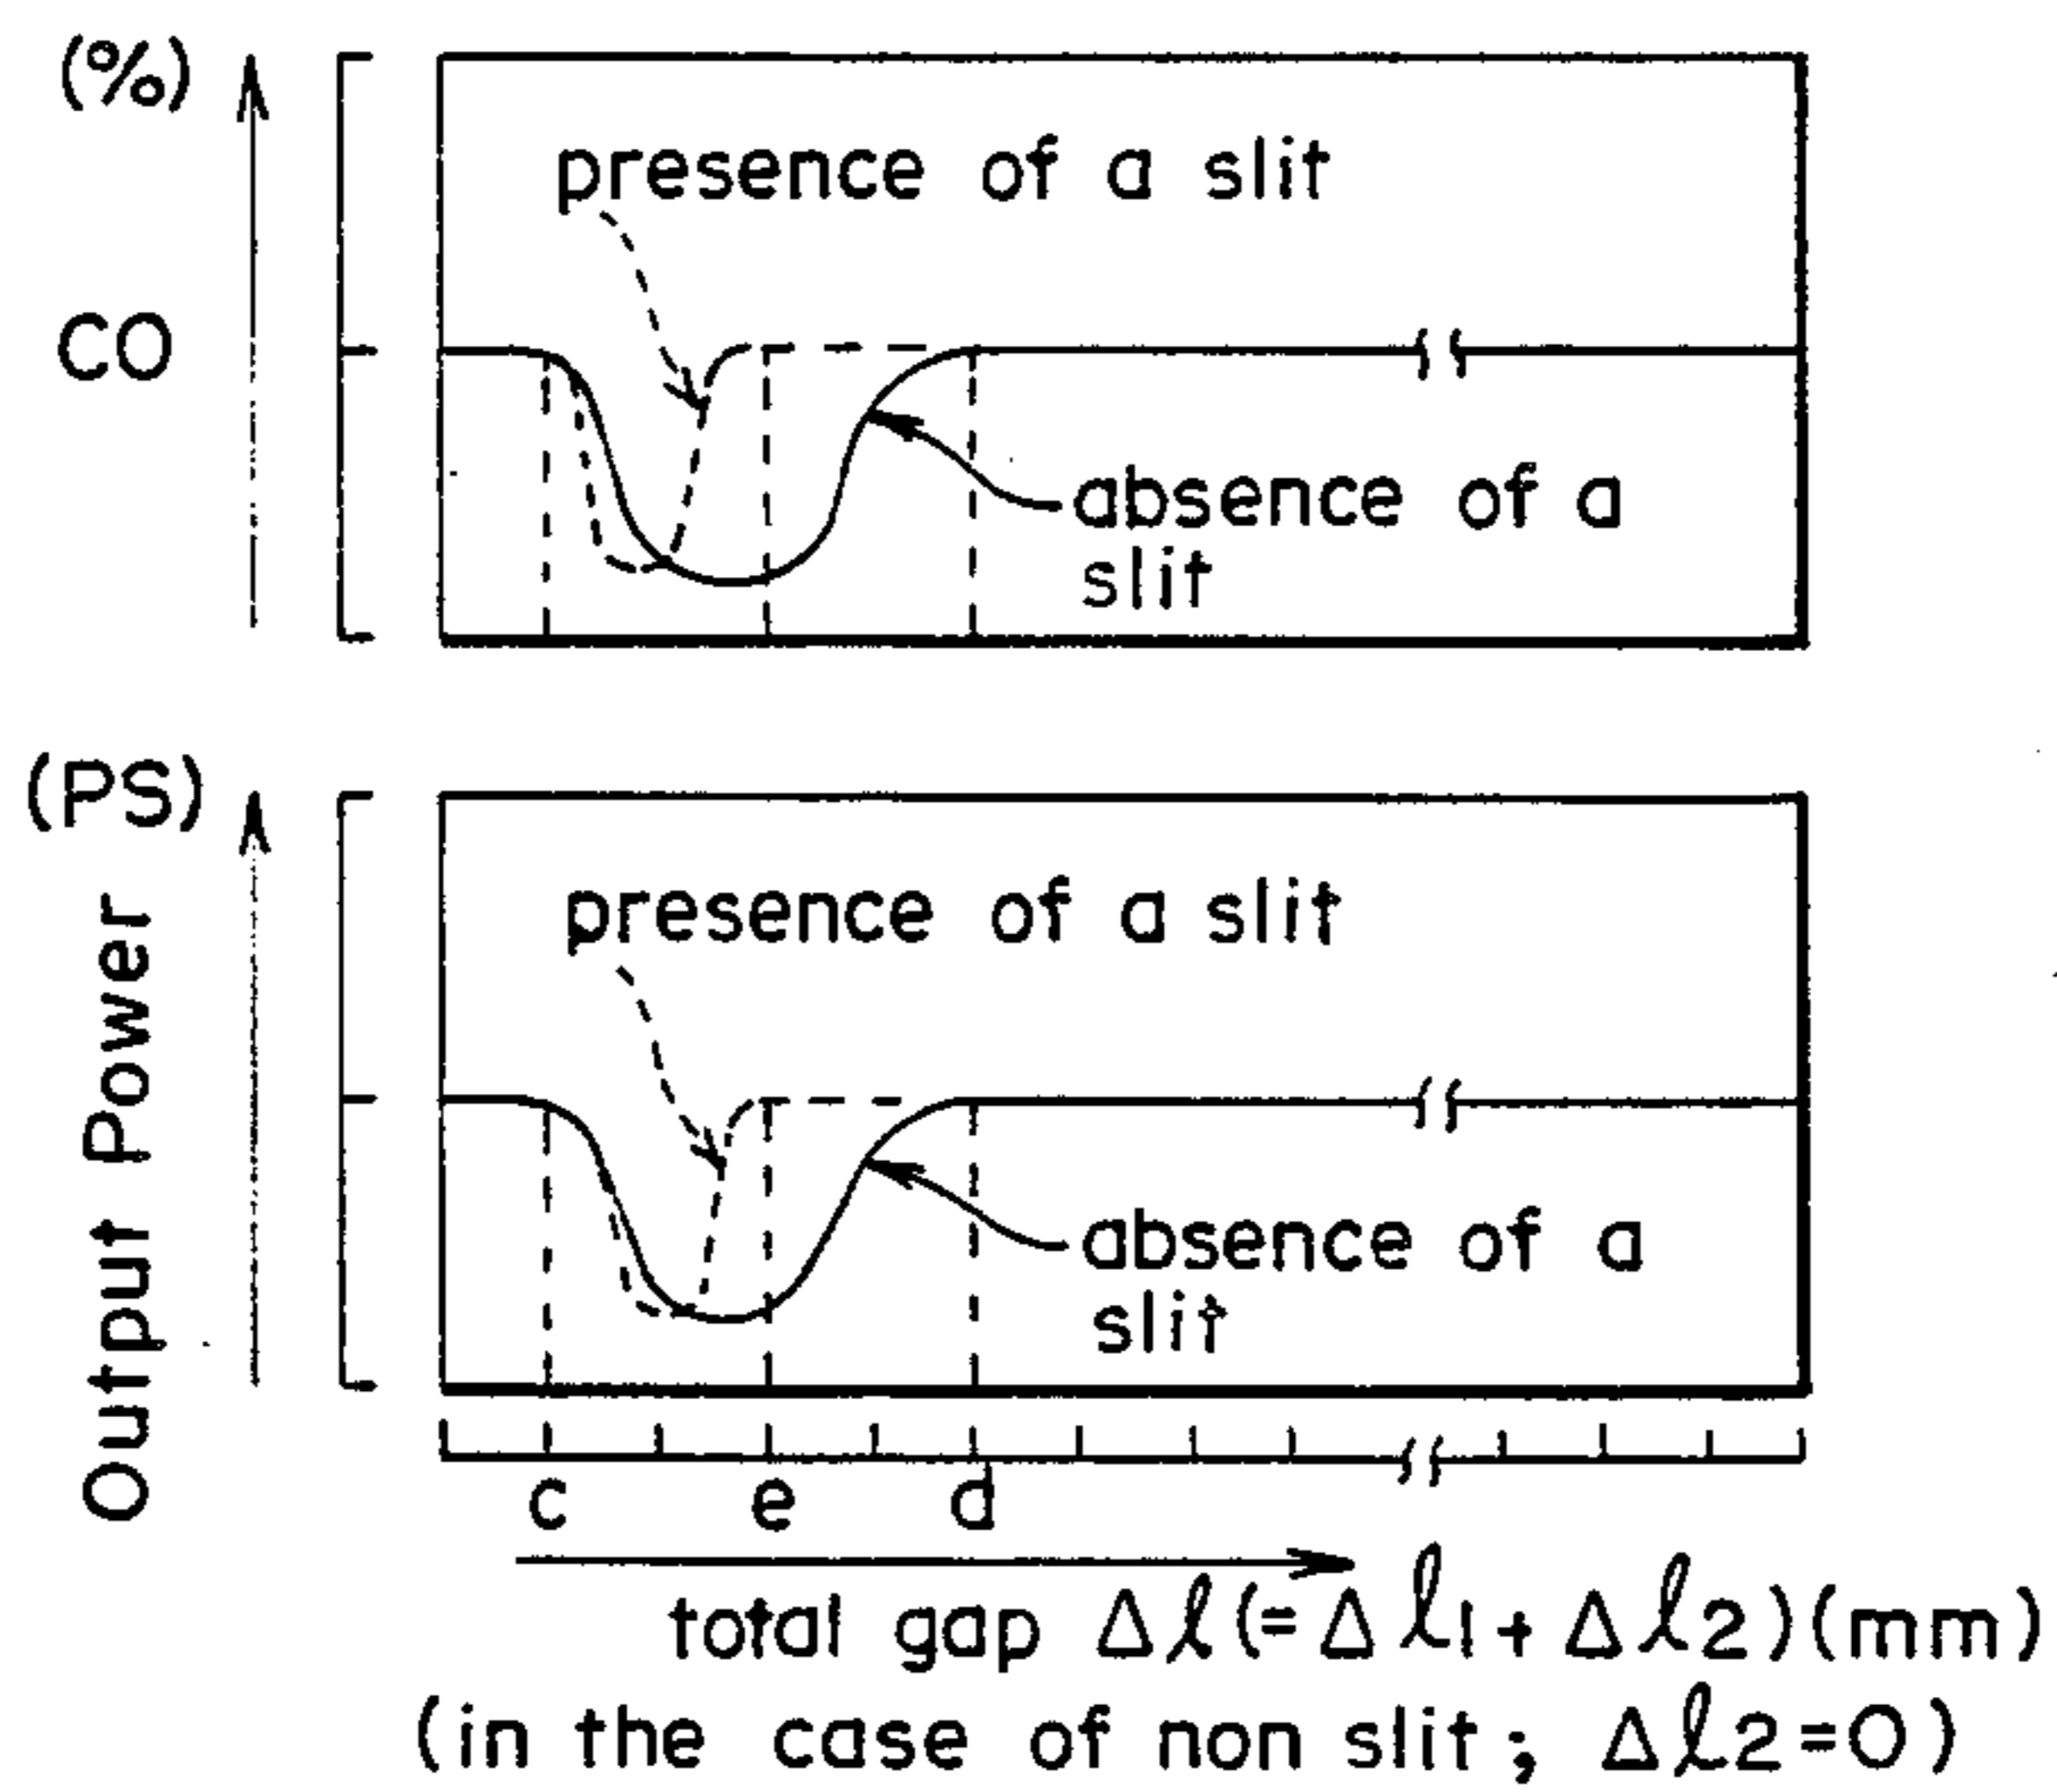 (%)
CO
presence of a slit
absence of a
slit
(PS)
Output Power
presence of a slit
absence of a
slit
c e d
total gap Δℓ(=Δℓ1+Δℓ2)(mm)
(in the case of non slit; Δℓ2=0)